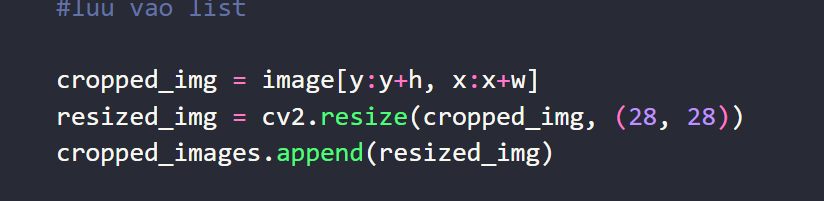 #luu vao list
cropped_img = image[y:y+h, x:x+w]
resized_img = cv2.resize(cropped_img, (28, 28))
cropped_images.append(resized_img)